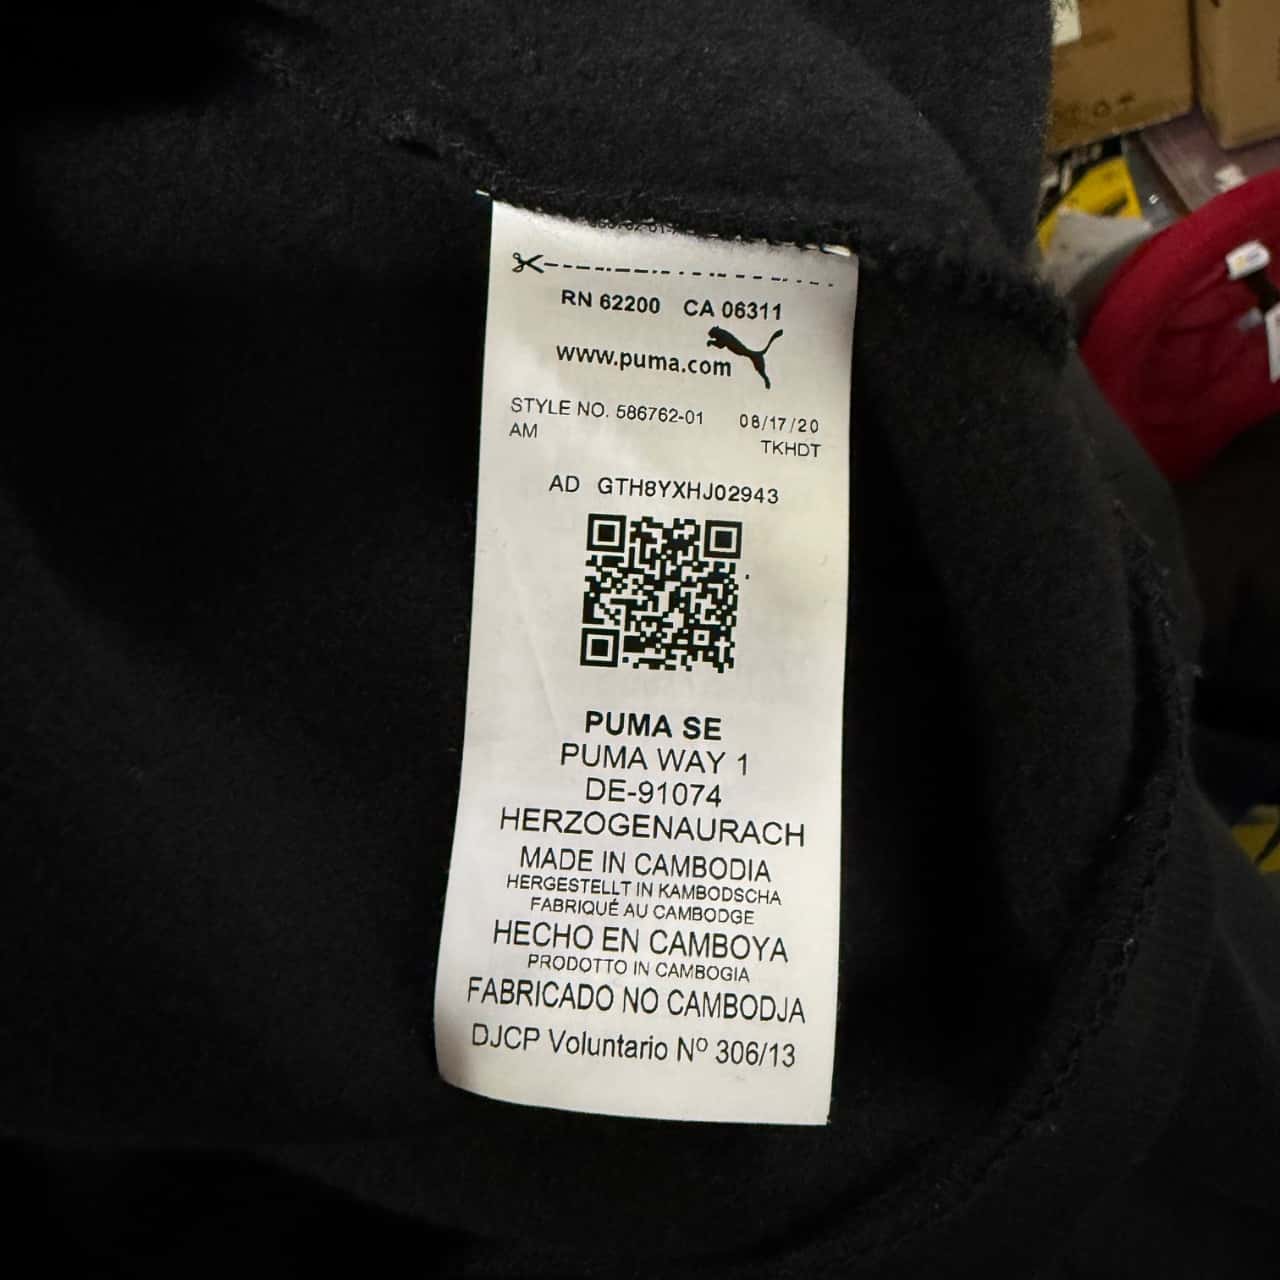 RN 62200 CA 06311
www.puma.com
STYLE NO. 586762-01 08/17/20
AM TKHDT
AD GTH8YXHJ02943
PUMA SE
PUMA WAY 1
DE-91074
HERZOGENAURACH
MADE IN CAMBODIA
HERGESTELLT IN KAMBODSCHA
FABRIQUÉ AU CAMBODGE
HECHO EN CAMBOYA
PRODOTTO IN CAMBOGIA
FABRICADO NO CAMBODJA
DJCP Voluntario Nº 306/13